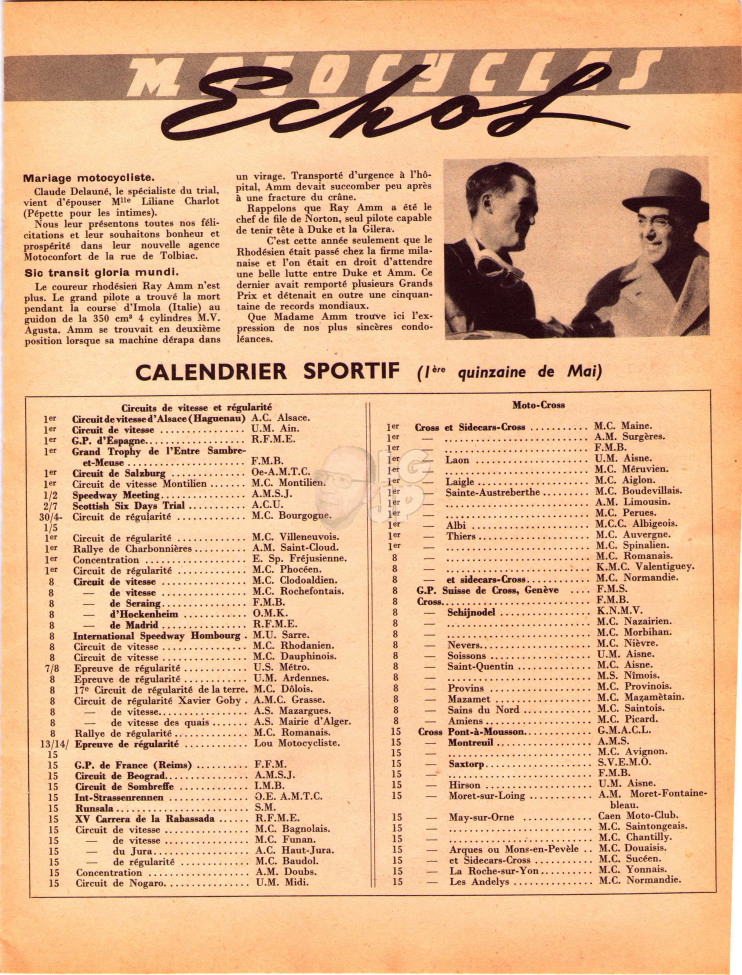 MOTOCYCLES
Echos
Mariage motocycliste.
Claude Delauné, le spécialiste du trial,
vient d'épouser Mlle Liliane Charlot
(Pépette pour les intimes).
Nous leur présentons toutes nos féli-
citations et leur souhaitons bonheur et
prospérité dans leur nouvelle agence
Motoconfort de la rue de Tolbiac.
Sic transit gloria mundi.
Le coureur rhodésien Ray Amm n'est
plus. Le grand pilote a trouvé la mort
pendant la course d'Imola (Italie) au
guidon de la 350 cm³ 4 cylindres M.V.
Agusta. Amm se trouvait en deuxième
position lorsque sa machine dérapa dans
un virage. Transporté d'urgence à l'hô-
pital, Amm devait succomber peu après
à une fracture du crâne.
Rappelons que Ray Amm a été le
chef de file de Norton, seul pilote capable
de tenir tête à Duke et la Gilera.
C'est cette année seulement que le
Rhodésien était passé chez la firme mila-
naise et l'on était en droit d'attendre
une belle lutte entre Duke et Amm. Ce
dernier avait remporté plusieurs Grands
Prix et détenait en outre une cinquan-
taine de records mondiaux.
Que Madame Amm trouve ici l'ex-
pression de nos plus sincères condo-
léances.
CALENDRIER SPORTIF (1ère quinzaine de Mai)
Circuits de vitesse et régularité
1er Circuit de vitesse d'Alsace (Haguenau) A.C. Alsace.
1er Circuit de vitesse ............... U.M. Ain.
1er G.P. d'Espagne................. R.F.M.E.
1er Grand Trophy de l'Entre Sambre-
et-Meuse .................... F.M.B.
1er Circuit de Salzburg ............ Oe-A.M.T.C.
1er Circuit de vitesse Montilien ....... M.C. Montilien.
1/2 Speedway Meeting.............. A.M.S.J.
2/7 Scottish Six Days Trial ......... A.C.U.
30/4- Circuit de régularité ............. M.C. Bourgogne.
1/5
1er Circuit de régularité ............. M.C. Villeneuvois.
1er Rallye de Charbonnières ......... A.M. Saint-Cloud.
1er Concentration .................. E. Sp. Fréjusienne.
1er Circuit de régularité ............. M.C. Phocéen.
8 Circuit de vitesse ............... M.C. Clodoaldien.
8 — de vitesse ............... M.C. Rochefontais.
8 — de Seraing............... F.M.B.
8 — d'Hockenheim ........... O.M.K.
8 — de Madrid .............. R.F.M.E.
8 International Speedway Hombourg . M.U. Sarre.
8 Circuit de vitesse ............... M.C. Rhodanien.
8 Circuit de vitesse ............... M.C. Dauphinois.
7/8 Epreuve de régularité ............ U.S. Métro.
8 Epreuve de régularité ............ U.M. Ardennes.
8 17e Circuit de régularité de la terre. M.C. Dôlois.
8 Circuit de régularité Xavier Goby . A.M.C. Grasse.
8 — de vitesse............... A.S. Mazargues.
8 — de vitesse des quais ...... A.S. Mairie d'Alger.
8 Rallye de régularité.............. M.C. Romanais.
13/14/ Epreuve de régularité ............ Lou Motocycliste.
15
15 G.P. de France (Reims) .......... F.F.M.
15 Circuit de Beograd.............. A.M.S.J.
15 Circuit de Sombreffe ............ I.M.B.
15 Int-Strassenrennen ............. O.E. A.M.T.C.
15 Runsala...................... S.M.
15 XV Carrera de la Rabassada ..... R.F.M.E.
15 Circuit de vitesse ............... M.C. Bagnolais.
15 — de vitesse ............... M.C. Funan.
15 — du Jura................. A.C. Haut-Jura.
15 — de régularité ............ M.C. Baudol.
15 Concentration .................. A.M. Doubs.
15 Circuit de Nogaro................ U.M. Midi.
Moto-Cross
1er Cross et Sidecars-Cross .......... M.C. Maine.
1er — ........................ A.M. Surgères.
1er — ........................ F.M.B.
1er — Laon ................... U.M. Aisne.
1er — ........................ M.C. Méruvien.
1er — Laigle ................... M.C. Aiglon.
1er — Sainte-Austreberthe ........ M.C. Boudevillais.
1er — ........................ A.M. Limousin.
1er — ........................ M.C. Perues.
1er — Albi .................... M.C.C. Albigeois.
1er — Thiers ................... M.C. Auvergne.
1er — ........................ M.C. Spinalien.
8 — ........................ M.C. Romanais.
8 — ........................ K.M.C. Valentiguey.
8 — et sidecars-Cross........... M.C. Normandie.
8 G.P. Suisse de Cross, Genève .... F.M.S.
8 Cross........................ F.M.B.
8 — Schijnodel ............... K.N.M.V.
8 — ........................ M.C. Nazairien.
8 — ........................ M.C. Morbihan.
8 — Nevers................... M.C. Nièvre.
8 — Soissons ................. U.M. Aisne.
8 — Saint-Quentin ............. M.C. Aisne.
8 — ........................ M.S. Nîmois.
8 — Provins .................. M.C. Provinois.
8 — Mazamet ................. M.C. Mazamètain.
8 — Sains du Nord ............ M.C. Saintois.
8 — Amiens .................. M.C. Picard.
15 Cross Pont-à-Mousson........... G.M.A.C.L.
15 — Montreuil ................ A.M.S.
15 — ........................ M.C. Avignon.
15 — Saxtorp .................. S.V.E.M.O.
15 — ........................ F.M.B.
15 — Hirson .................. U.M. Aisne.
15 — Moret-sur-Loing ........... A.M. Moret-Fontaine-
bleau.
15 — May-sur-Orne ............ Caen Moto-Club.
15 — ........................ M.C. Saintongeais.
15 — ........................ M.C. Chantilly.
15 — Arques ou Mons-en-Pevèle .. M.C. Douaisis.
15 — et Sidecars-Cross .......... M.C. Sucéen.
15 — La Roche-sur-Yon.......... M.C. Yonnais.
15 — Les Andelys .............. M.C. Normandie.